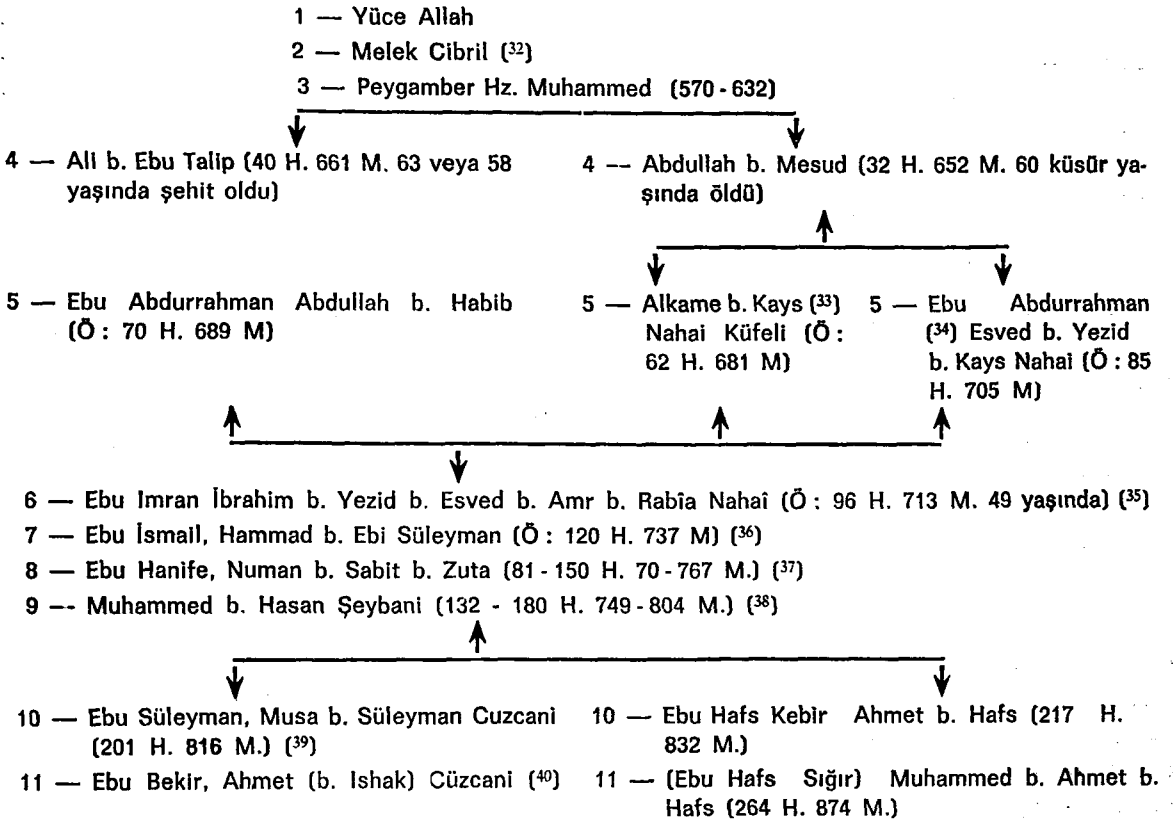 1 — Yüce Allah
2 — Melek Cibril (³²)
3 — Peygamber Hz. Muhammed (570 - 632)
4 — Ali b. Ebu Talip (40 H. 661 M. 63 veya 58
yaşında şehit oldu)
4 -- Abdullah b. Mesud (32 H. 652 M. 60 küsür ya-
şında öldü)
5 — Ebu Abdurrahman Abdullah b. Habib
(Ö : 70 H. 689 M)
5 — Alkame b. Kays (³³)
Nahai Küfeli (Ö :
62 H. 681 M)
5 — Ebu Abdurrahman
(³⁴) Esved b. Yezid
b. Kays Nahai (Ö : 85
H. 705 M)
6 — Ebu Imran İbrahim b. Yezid b. Esved b. Amr b. Rabîa Nahaî (Ö : 96 H. 713 M. 49 yaşında) (³⁵)
7 — Ebu İsmail, Hammad b. Ebi Süleyman (Ö : 120 H. 737 M) (³⁶)
8 — Ebu Hanife, Numan b. Sabit b. Zuta (81 - 150 H. 70 - 767 M.) (³⁷)
9 -- Muhammed b. Hasan Şeybani (132 - 180 H. 749 - 804 M.) (³⁸)
10 — Ebu Süleyman, Musa b. Süleyman Cuzcani
(201 H. 816 M.) (³⁹)
11 — Ebu Bekir, Ahmet (b. Ishak) Cüzcani (⁴⁰)
10 — Ebu Hafs Kebir Ahmet b. Hafs (217 H.
832 M.)
11 — (Ebu Hafs Sığır) Muhammed b. Ahmet b.
Hafs (264 H. 874 M.)